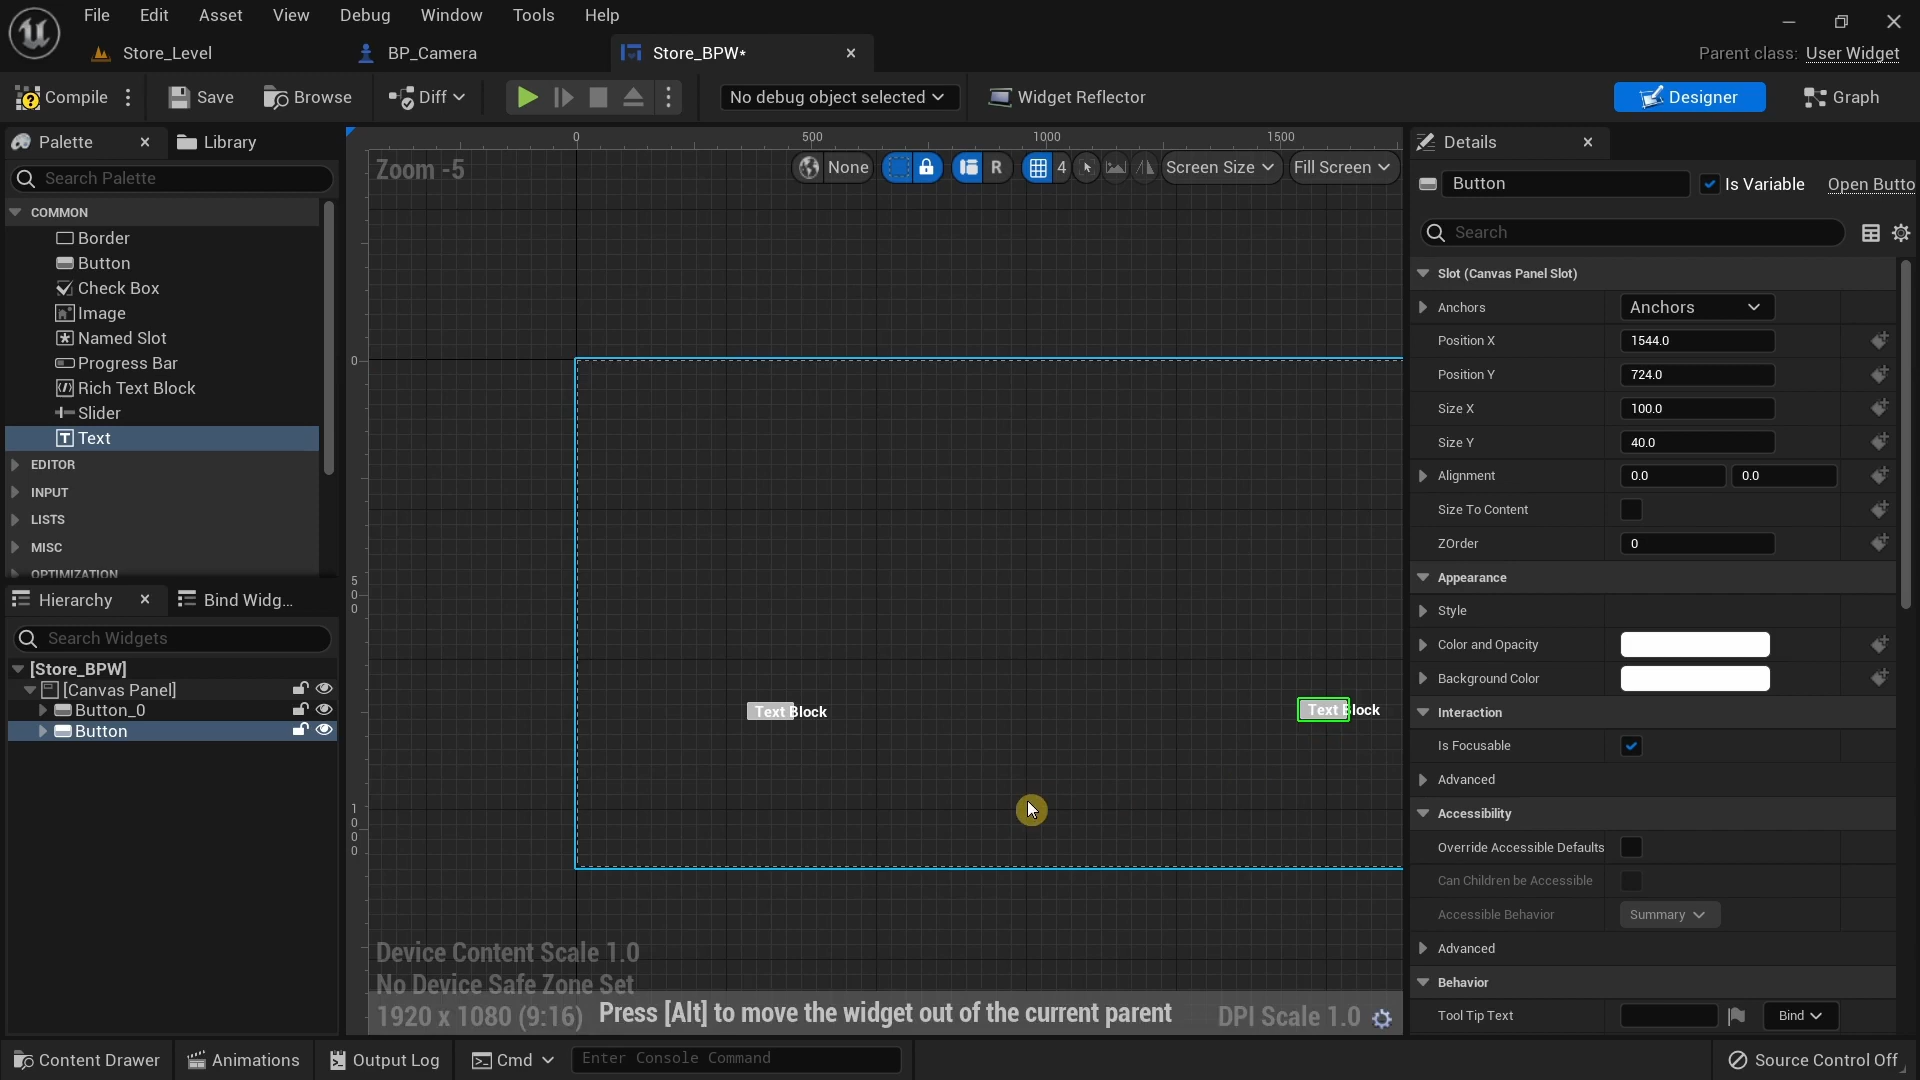 File Edit Asset View Debug Window Tools Help
Store_Level BP_Camera Store_BPW* Parent class: User Widget
Compile Save Browse Diff No debug object selected Widget Reflector Designer Graph
Palette Library
Search Palette
COMMON
Border
Button
Check Box
Image
Named Slot
Progress Bar
Rich Text Block
Slider
Text
EDITOR
INPUT
LISTS
MISC
OPTIMIZATION
Hierarchy Bind Widg...
Search Widgets
[Store_BPW]
[Canvas Panel]
Button_0
Button
0 500 1000 1500
Zoom -5 None R 4 Screen Size Fill Screen
0
5
0
0
1
0
0
0
Text Block Text Block
Device Content Scale 1.0
No Device Safe Zone Set
1920 x 1080 (9:16) Press [Alt] to move the widget out of the current parent DPI Scale 1.0
Details
Button Is Variable Open Butto
Search
Slot (Canvas Panel Slot)
Anchors Anchors
Position X 1544.0
Position Y 724.0
Size X 100.0
Size Y 40.0
Alignment 0.0 0.0
Size To Content
ZOrder 0
Appearance
Style
Color and Opacity
Background Color
Interaction
Is Focusable
Advanced
Accessibility
Override Accessible Defaults
Can Children be Accessible
Accessible Behavior Summary
Advanced
Behavior
Tool Tip Text Bind
Content Drawer Animations Output Log Cmd Enter Console Command Source Control Off